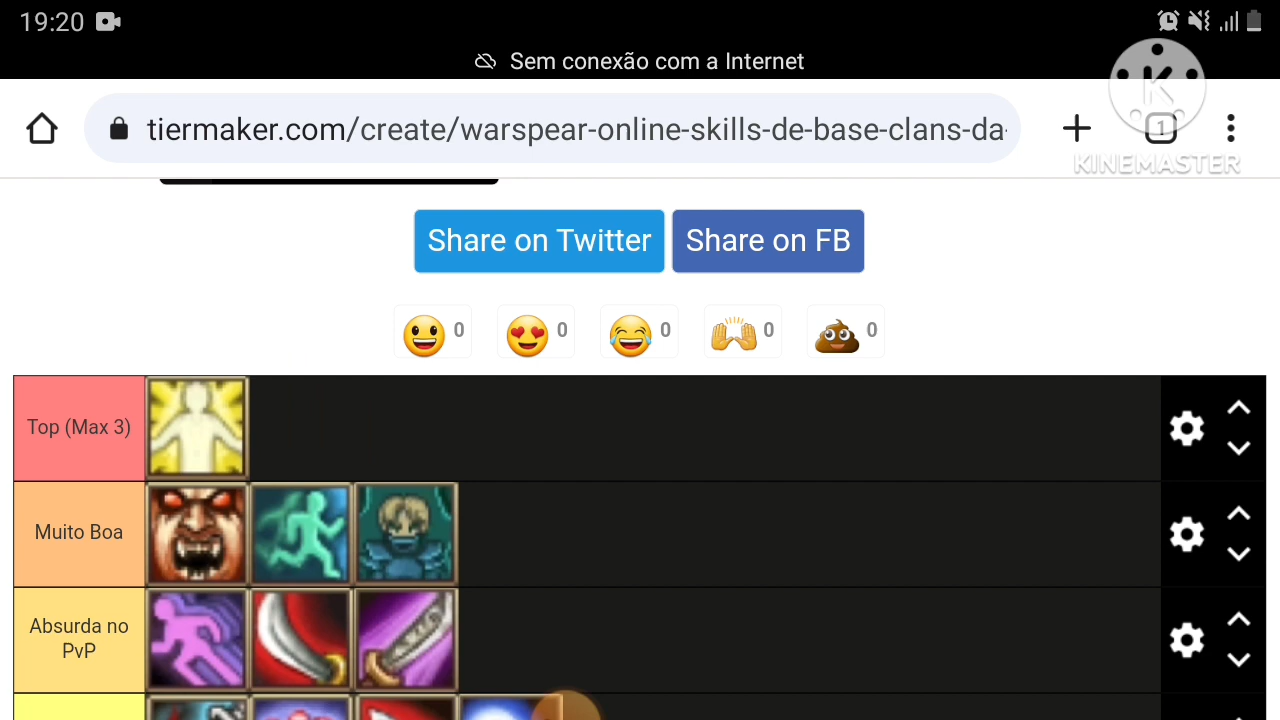 19:20
Sem conexão com a Internet
tiermaker.com/create/warspear-online-skills-de-base-clans-da-
1
K
KINEMASTER
Share on Twitter
Share on FB
0
0
0
0
0
Top (Max 3)
Muito Boa
Absurda no
PvP